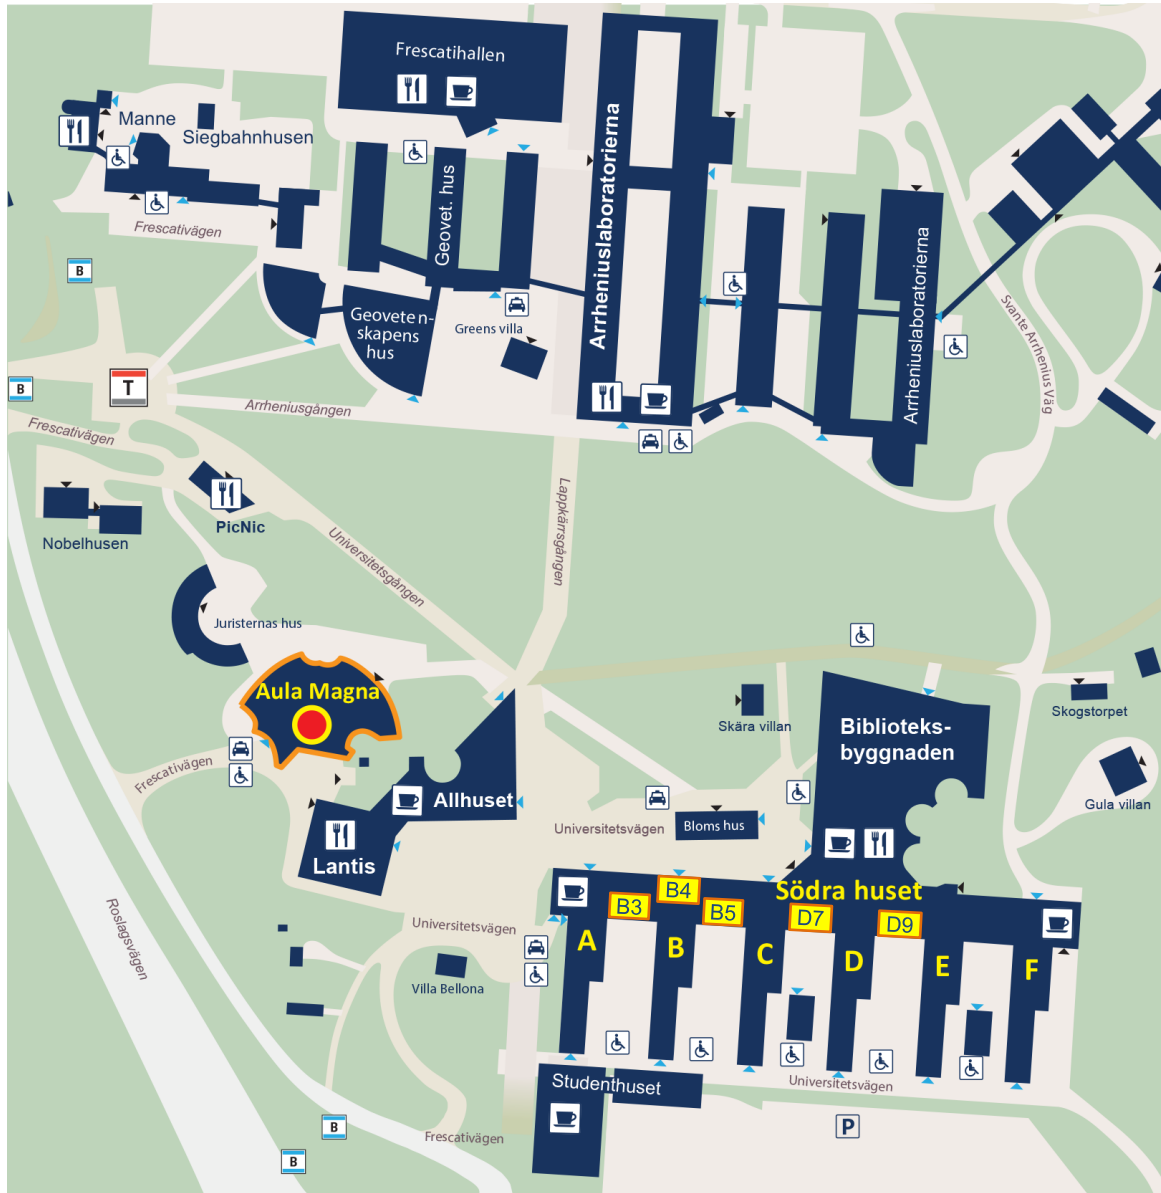 Frescatihallen
Manne
Siegbahnhusen
Frescativägen
Geovet. hus
Arrheniuslaboratorierna
Arrheniuslaboratorierna
Svante Arrhenius Väg
B
Geoveten-
skapens
hus
Greens villa
B
T
Arrheniusgången
Frescativägen
PicNic
Nobelhusen
Universitetsgången
Lappkärrsgången
Juristernas hus
Aula Magna
Skära villan
Biblioteks-
byggnaden
Skogstorpet
Frescativägen
Allhuset
Universitetsvägen
Bloms hus
Gula villan
Lantis
Södra huset
B3
B4
B5
D7
D9
A
B
C
D
E
F
Roslagsvägen
Universitetsvägen
Villa Bellona
Studenthuset
Universitetsvägen
B
P
Frescativägen
B